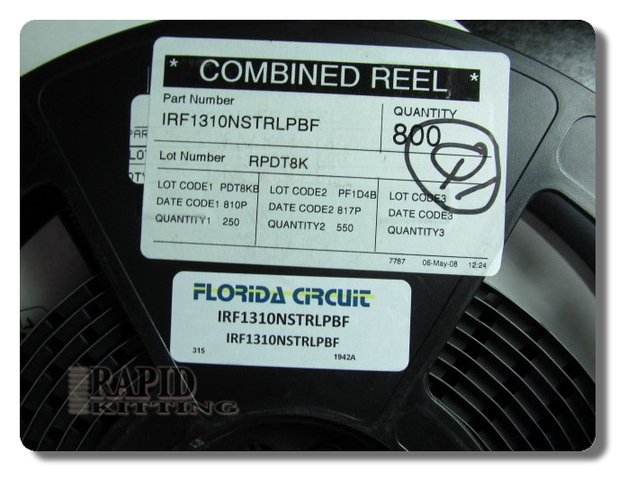 * COMBINED REEL *
Part Number
IRF1310NSTRLPBF
QUANTITY
800
Lot Number RPDT8K
LOT CODE1 PDT8KB
DATE CODE1 810P
QUANTITY1 250
LOT CODE2 PF1D4B
DATE CODE2 817P
QUANTITY2 550
LOT CODE3
DATE CODE3
QUANTITY3
7787 06-May-08 12:24
FLORIDA CIRCUIT
IRF1310NSTRLPBF
IRF1310NSTRLPBF
315 1942A
RAPID
KITTING